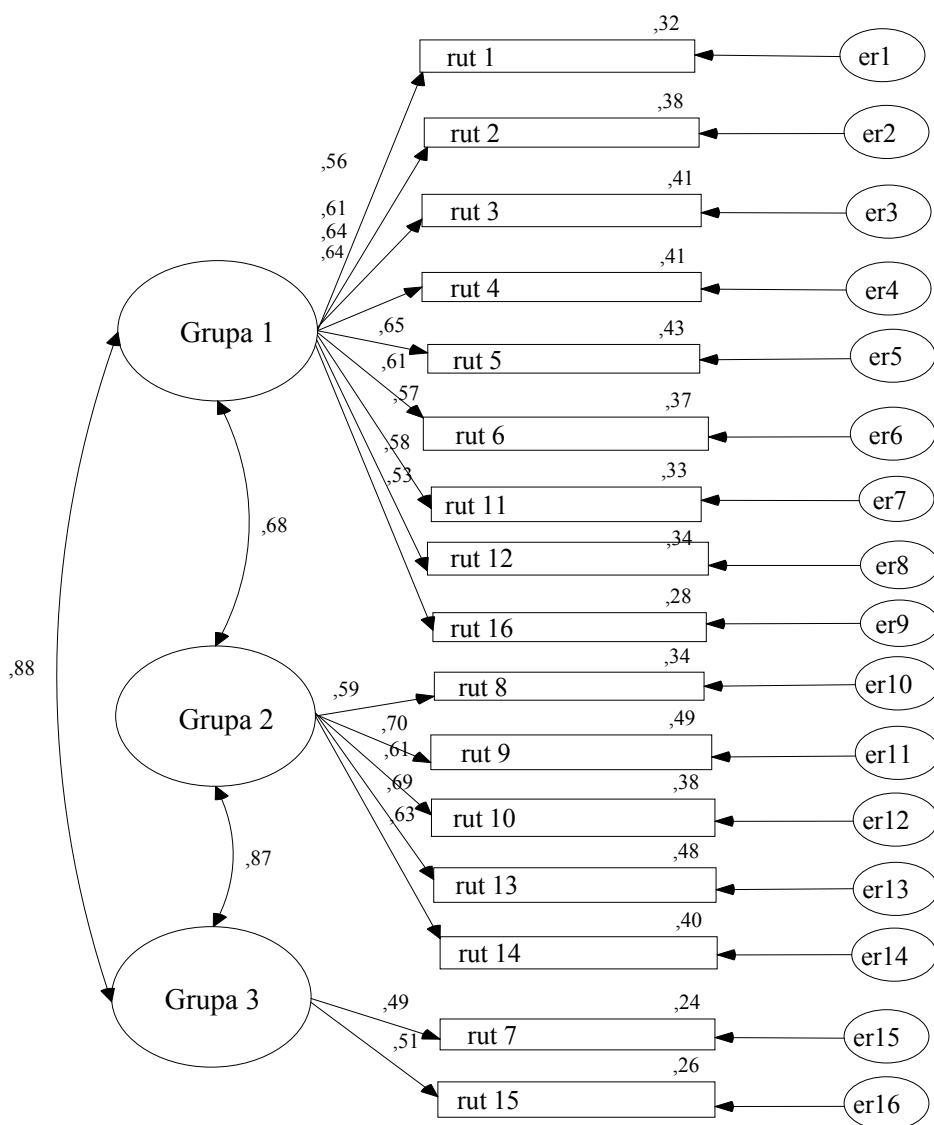 ,32
rut 1
er1
,38
rut 2
er2
,56
,41
rut 3
er3
,61
,64
,64
,41
rut 4
er4
Grupa 1
,65
,43
rut 5
er5
,61
,57
,37
rut 6
er6
,58
,53
,33
rut 11
er7
,68
,34
rut 12
er8
,28
rut 16
er9
,88
,59
,34
rut 8
er10
Grupa 2
,70
,49
rut 9
er11
,61
,69
,63
,38
rut 10
er12
,87
,48
rut 13
er13
,40
rut 14
er14
Grupa 3
,49
,24
rut 7
er15
,51
,26
rut 15
er16